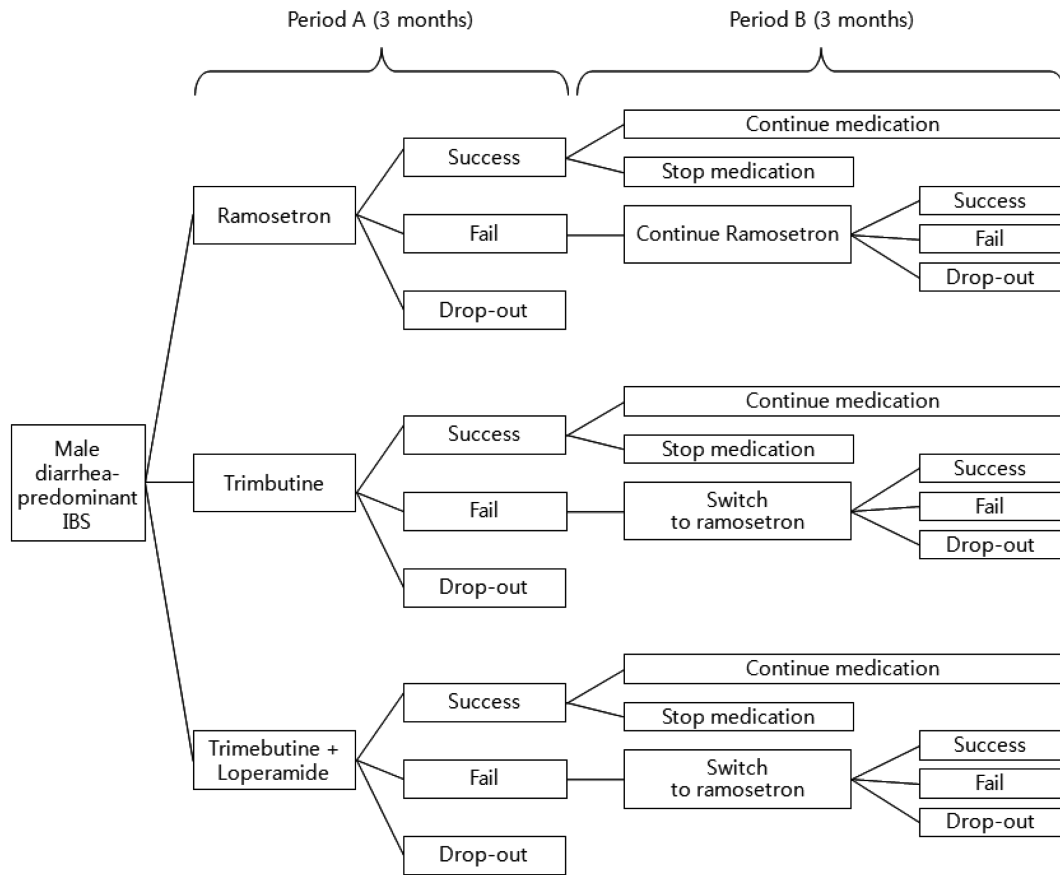 Period A (3 months)
Period B (3 months)
Male
diarrhea-
predominant
IBS
Ramosetron
Success
Continue medication
Stop medication
Fail
Continue Ramosetron
Success
Fail
Drop-out
Drop-out
Trimbutine
Success
Continue medication
Stop medication
Fail
Switch
to ramosetron
Success
Fail
Drop-out
Drop-out
Trimebutine +
Loperamide
Success
Continue medication
Stop medication
Fail
Switch
to ramosetron
Success
Fail
Drop-out
Drop-out